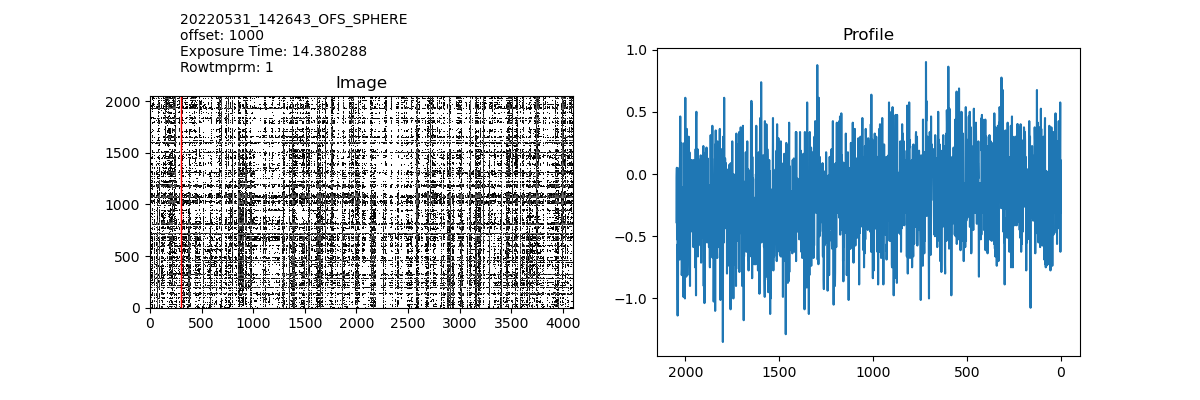 20220531_142643_OFS_SPHERE
offset: 1000
Exposure Time: 14.380288
Rowtmprm: 1
Image
2000
1500
1000
500
0
0 500 1000 1500 2000 2500 3000 3500 4000
Profile
1.0
0.5
0.0
−0.5
−1.0
2000 1500 1000 500 0